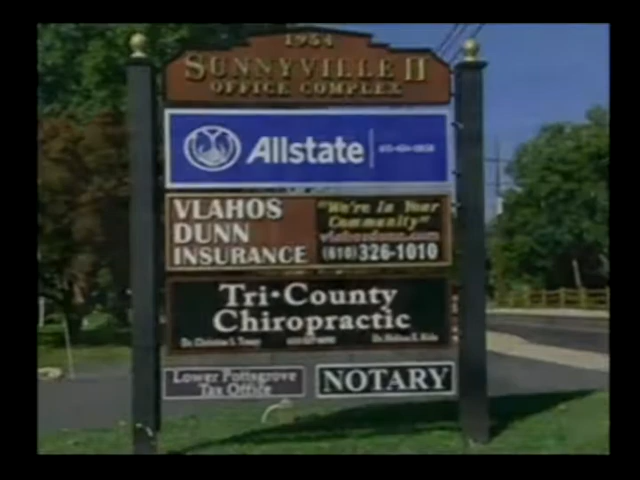 1954
SUNNYVILLE II
OFFICE COMPLEX
Allstate
VLAHOS
DUNN
INSURANCE
"We're In Your
Community"
(610) 326-1010
Tri•County
Chiropractic
Lower Pottsgrove
Tax Office
NOTARY